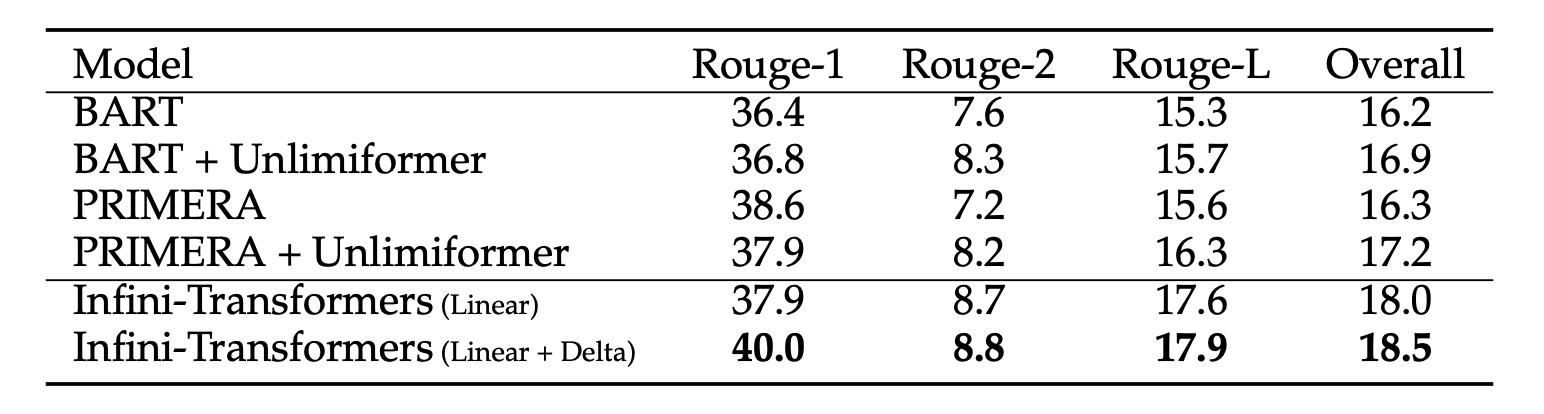 Model Rouge-1 Rouge-2 Rouge-L Overall
BART 36.4 7.6 15.3 16.2
BART + Unlimiformer 36.8 8.3 15.7 16.9
PRIMERA 38.6 7.2 15.6 16.3
PRIMERA + Unlimiformer 37.9 8.2 16.3 17.2
Infini-Transformers (Linear) 37.9 8.7 17.6 18.0
Infini-Transformers (Linear + Delta) 40.0 8.8 17.9 18.5